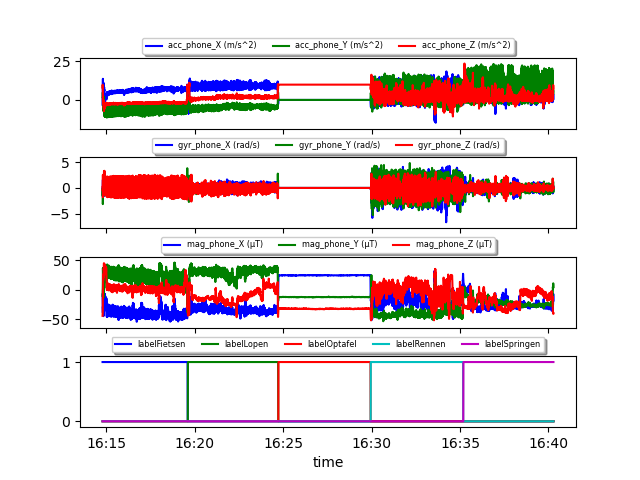 acc_phone_X (m/s^2) acc_phone_Y (m/s^2) acc_phone_Z (m/s^2)
25
0
gyr_phone_X (rad/s) gyr_phone_Y (rad/s) gyr_phone_Z (rad/s)
5
0
−5
mag_phone_X (µT) mag_phone_Y (µT) mag_phone_Z (µT)
50
0
−50
labelFietsen labelLopen labelOptafel labelRennen labelSpringen
1
0
16:15 16:20 16:25 16:30 16:35 16:40
time